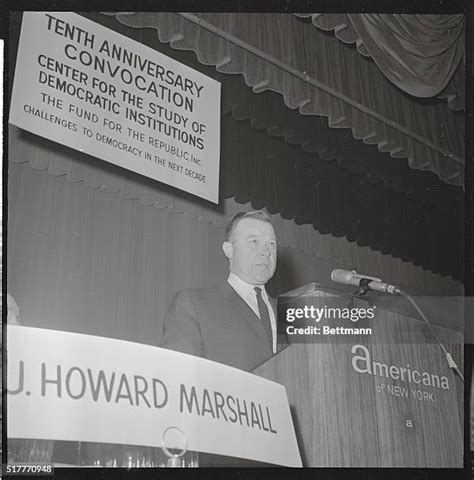 TENTH ANNIVERSARY
CONVOCATION
CENTER FOR THE STUDY OF
DEMOCRATIC INSTITUTIONS
THE FUND FOR THE REPUBLIC, INC.
CHALLENGES TO DEMOCRACY IN THE NEXT DECADE
gettyimages®
Bettmann
americana
of NEW YORK
a
J. HOWARD MARSHALL
517770948